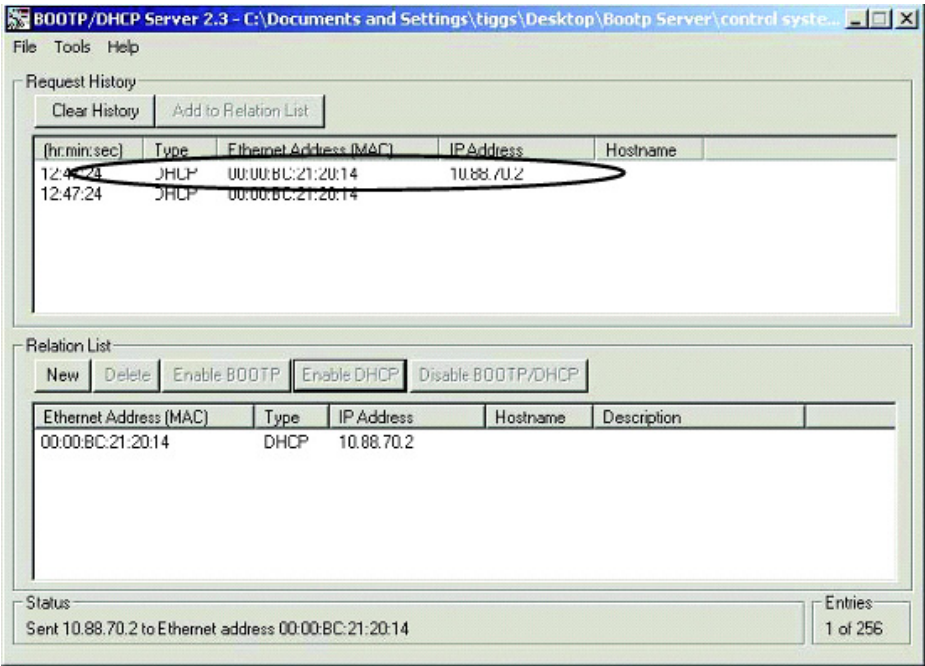 BOOTP/DHCP Server 2.3 - C:\Documents and Settings\tiggs\Desktop\Bootp Server\control syste...
File Tools Help
Request History
Clear History Add to Relation List
(hr:min:sec) Type Ethernet Address (MAC) IP Address Hostname
12:47:24 DHCP 00:00:BC:21:20:14 10.88.70.2
12:47:24 DHCP 00:00:BC:21:20:14
Relation List
New Delete Enable BOOTP Enable DHCP Disable BOOTP/DHCP
Ethernet Address (MAC) Type IP Address Hostname Description
00:00:BC:21:20:14 DHCP 10.88.70.2
Status Entries
Sent 10.88.70.2 to Ethernet address 00:00:BC:21:20:14 1 of 256